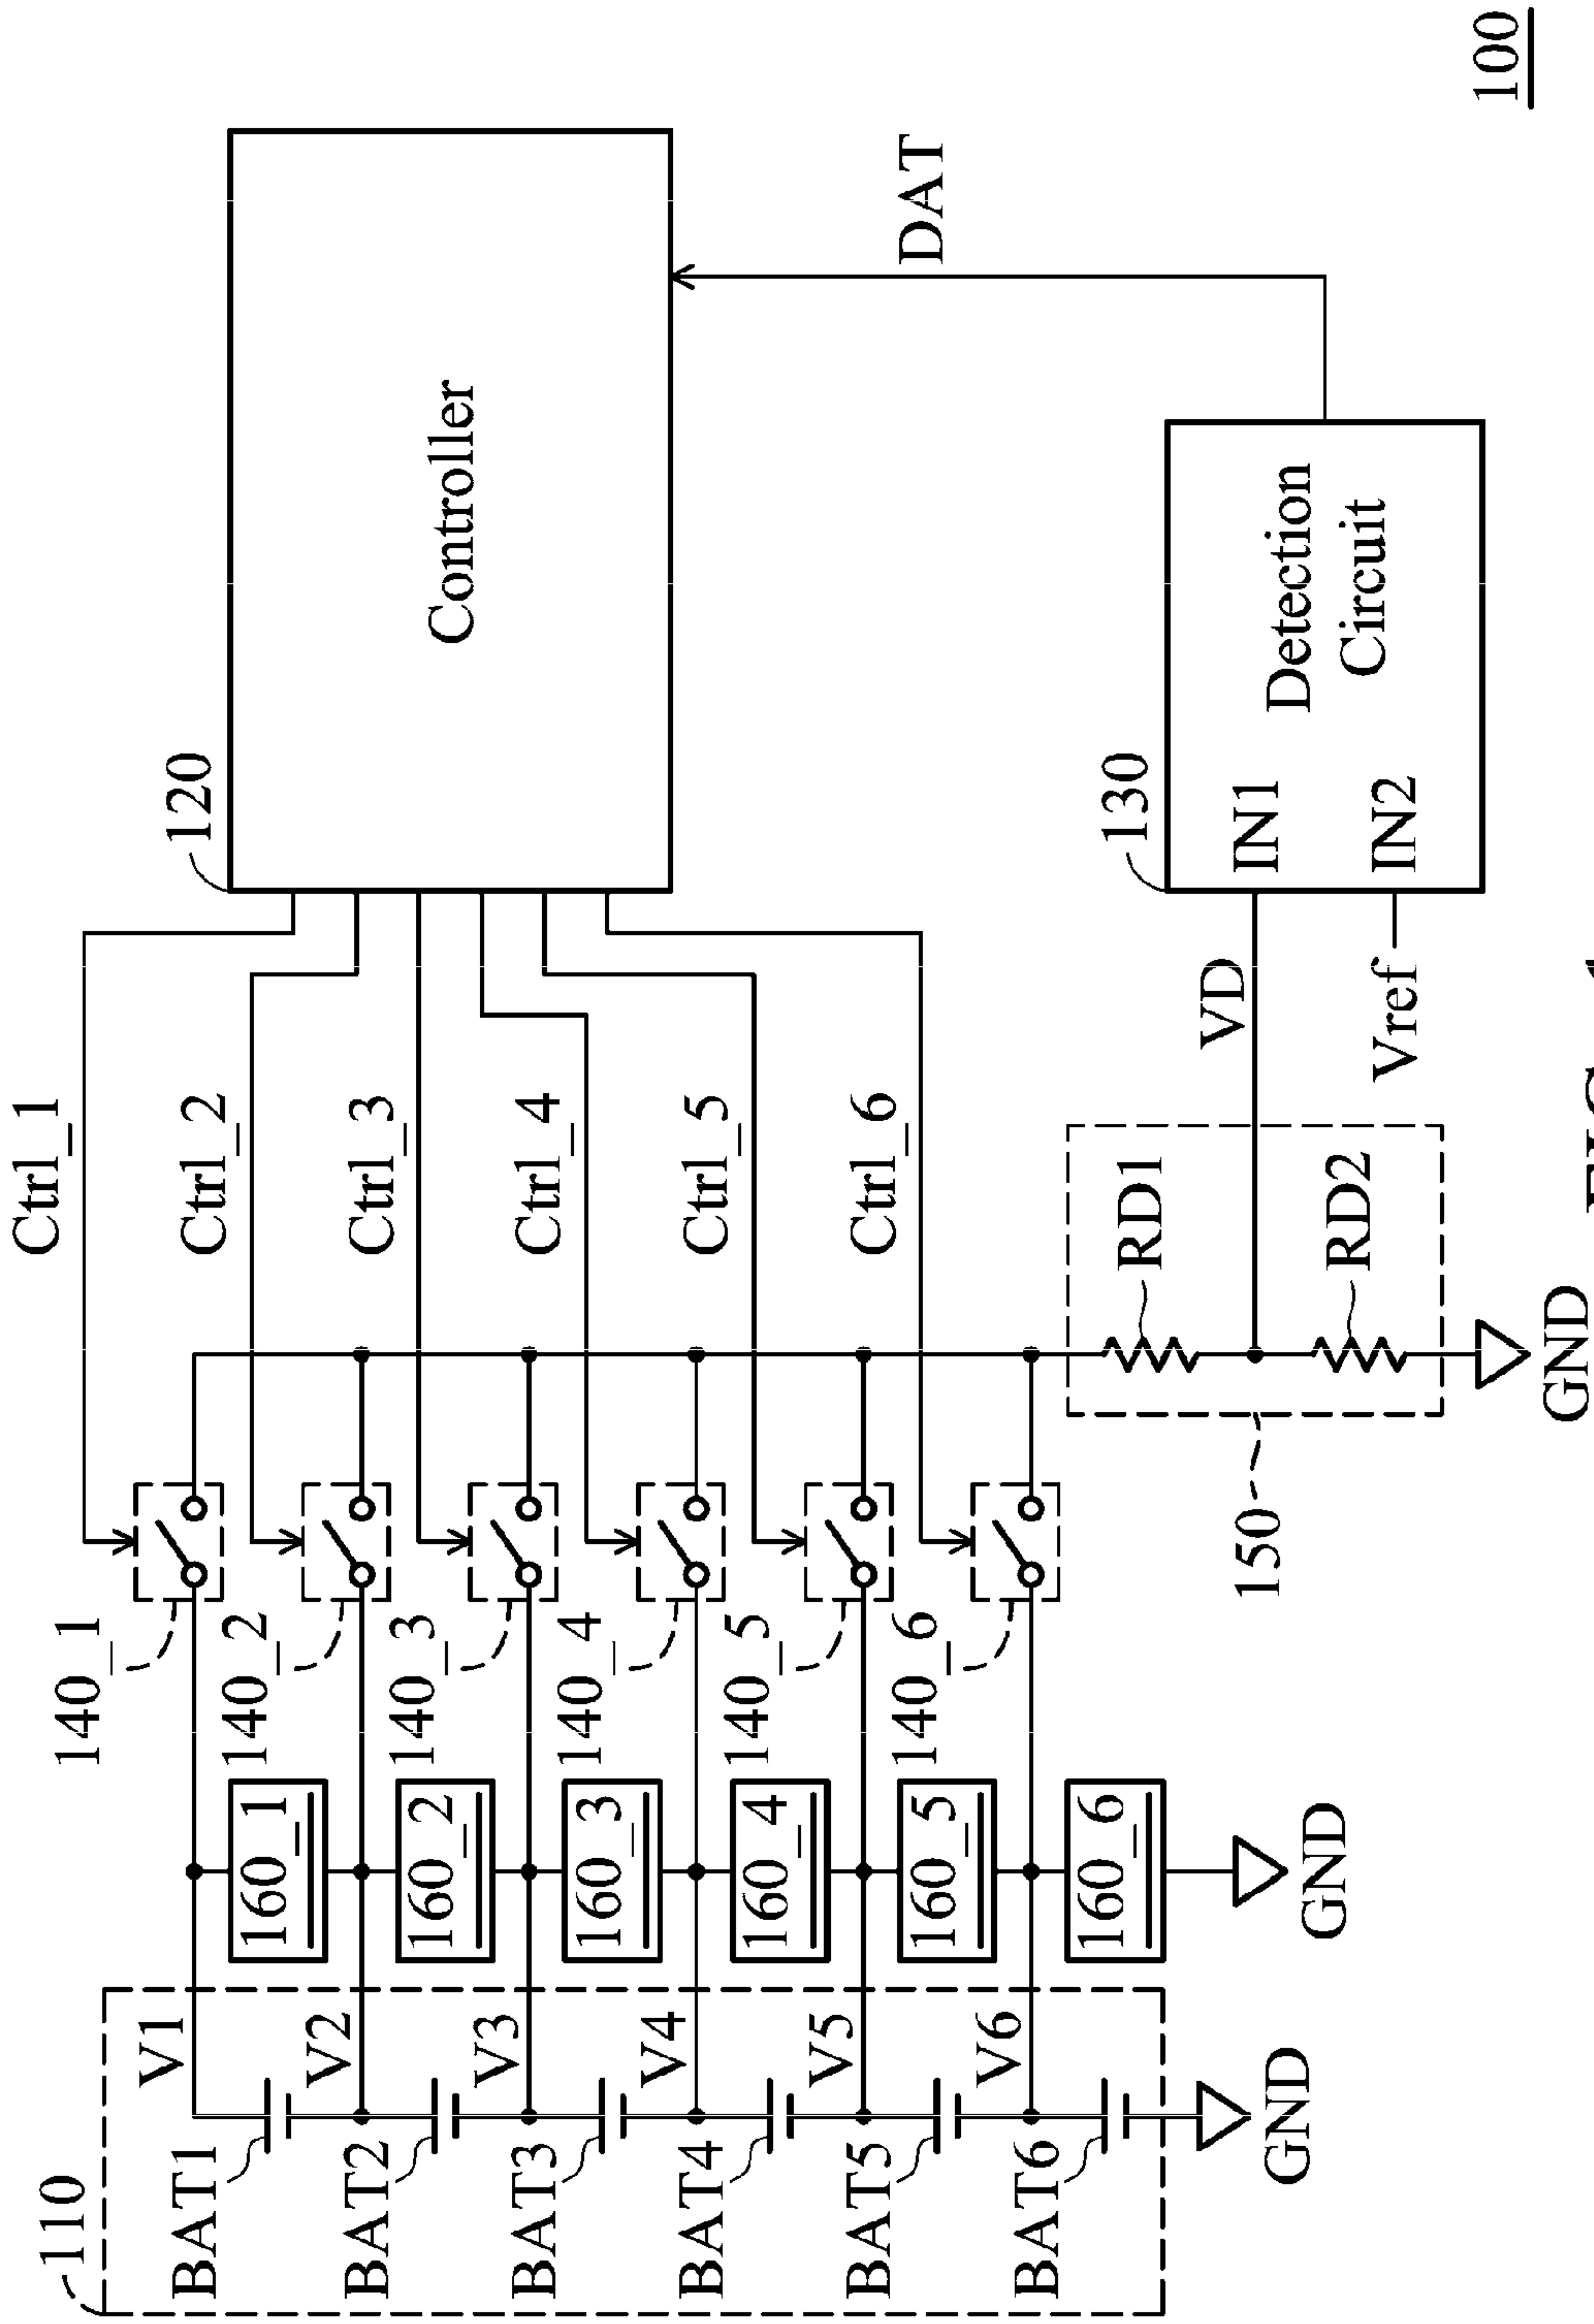 110
BAT1
BAT2
BAT3
BAT4
BAT5
BAT6
V1
V2
V3
V4
V5
V6
GND
160_1
160_2
160_3
160_4
160_5
160_6
GND
140_1
140_2
140_3
140_4
140_5
140_6
Ctrl_1
Ctrl_2
Ctrl_3
Ctrl_4
Ctrl_5
Ctrl_6
120
Controller
DAT
150
RD1
RD2
GND
VD
Vref
130
IN1
IN2
Detection
Circuit
100